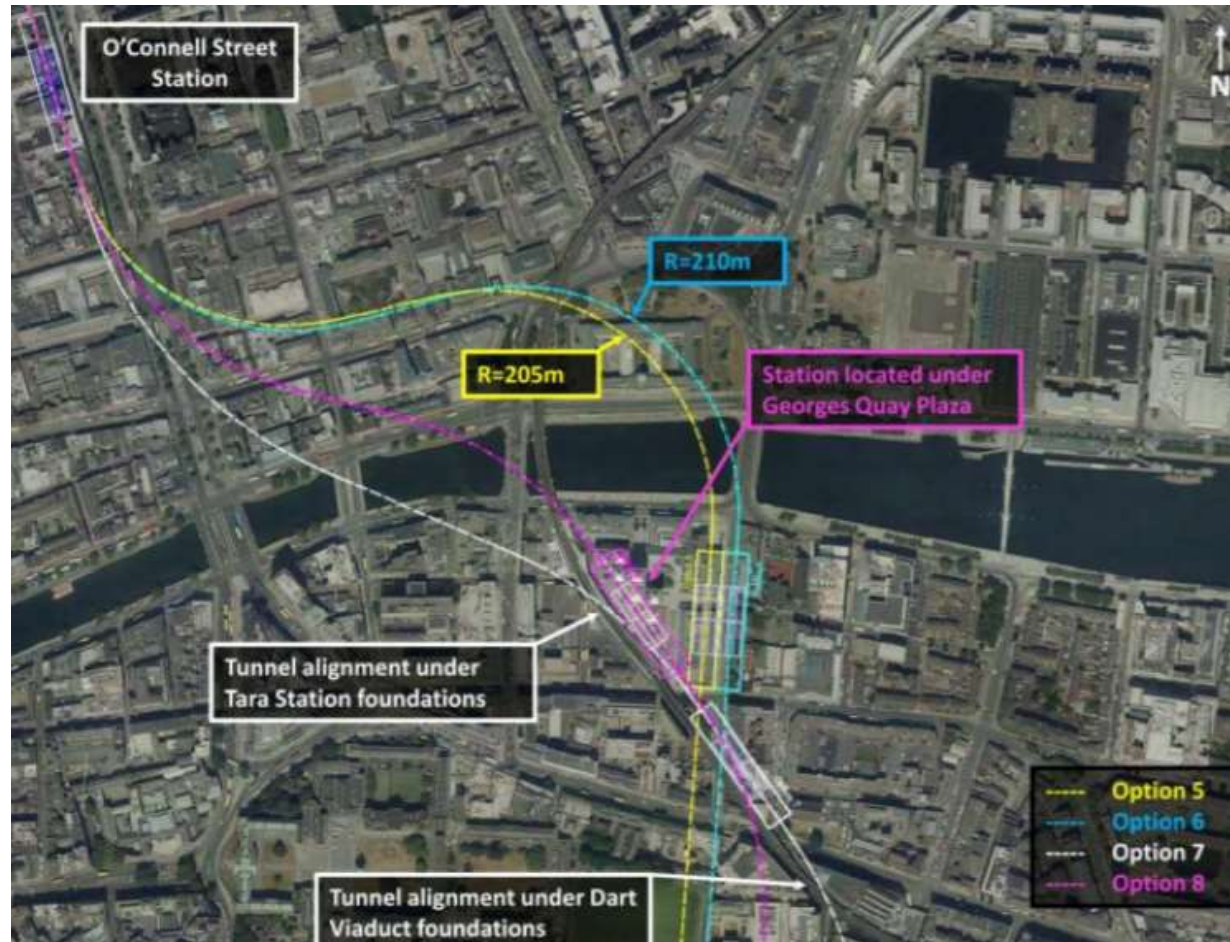 O'Connell Street
Station
N
R=210m
R=205m
Station located under
Georges Quay Plaza
Tunnel alignment under
Tara Station foundations
Tunnel alignment under Dart
Viaduct foundations
Option 5
Option 6
Option 7
Option 8